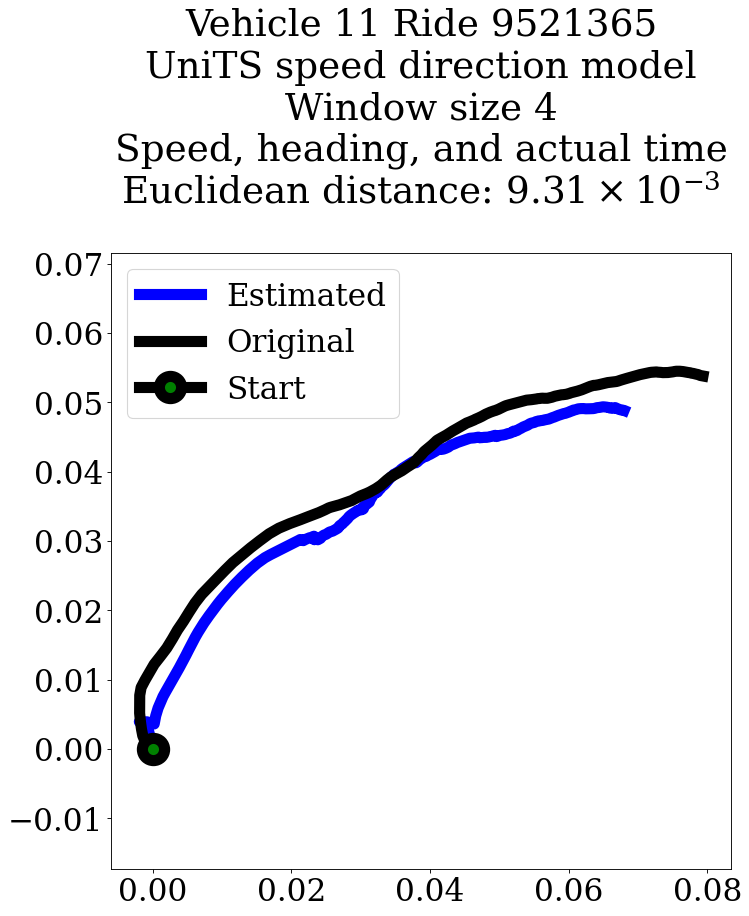 Vehicle 11 Ride 9521365
UniTS speed direction model
Window size 4
Speed, heading, and actual time
Euclidean distance: 9.31 × 10⁻³
0.07
0.06
0.05
0.04
0.03
0.02
0.01
0.00
−0.01
Estimated
Original
Start
0.00 0.02 0.04 0.06 0.08